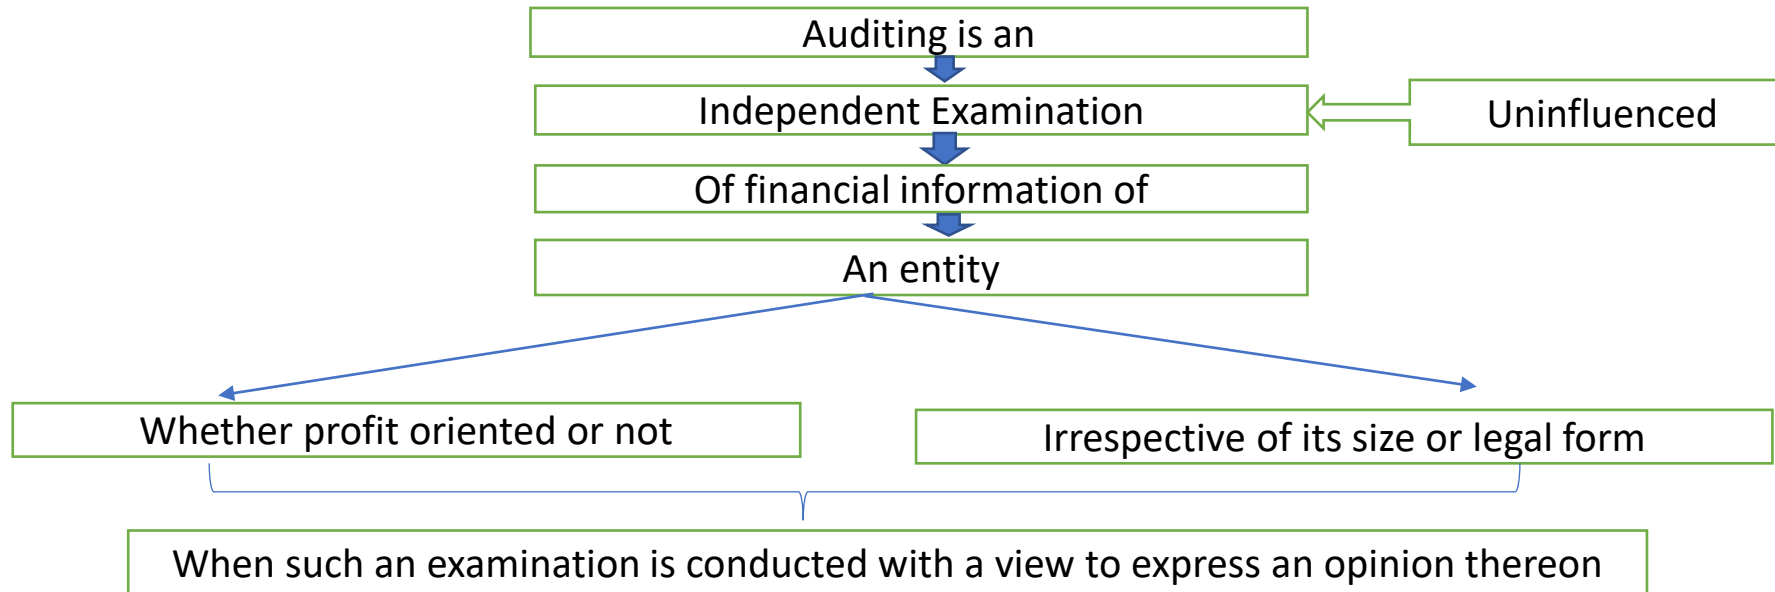 Auditing is an
Independent Examination
Uninfluenced
Of financial information of
An entity
Whether profit oriented or not
Irrespective of its size or legal form
When such an examination is conducted with a view to express an opinion thereon